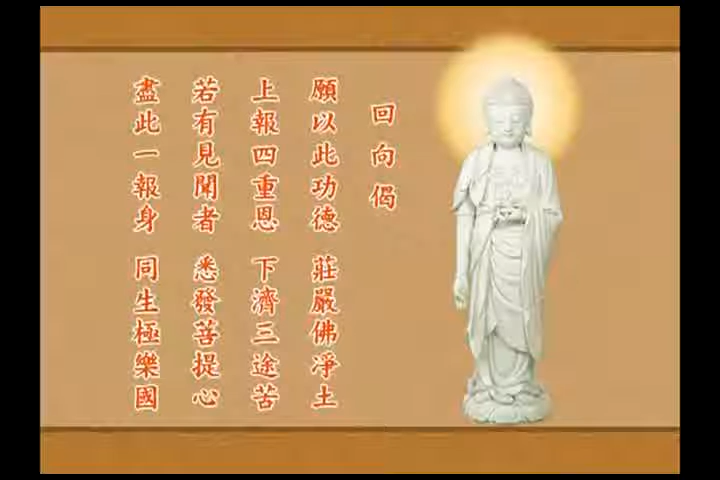 回向偈
願以此功德 莊嚴佛淨土
上報四重恩 下濟三途苦
若有見聞者 悉發菩提心
盡此一報身 同生極樂國